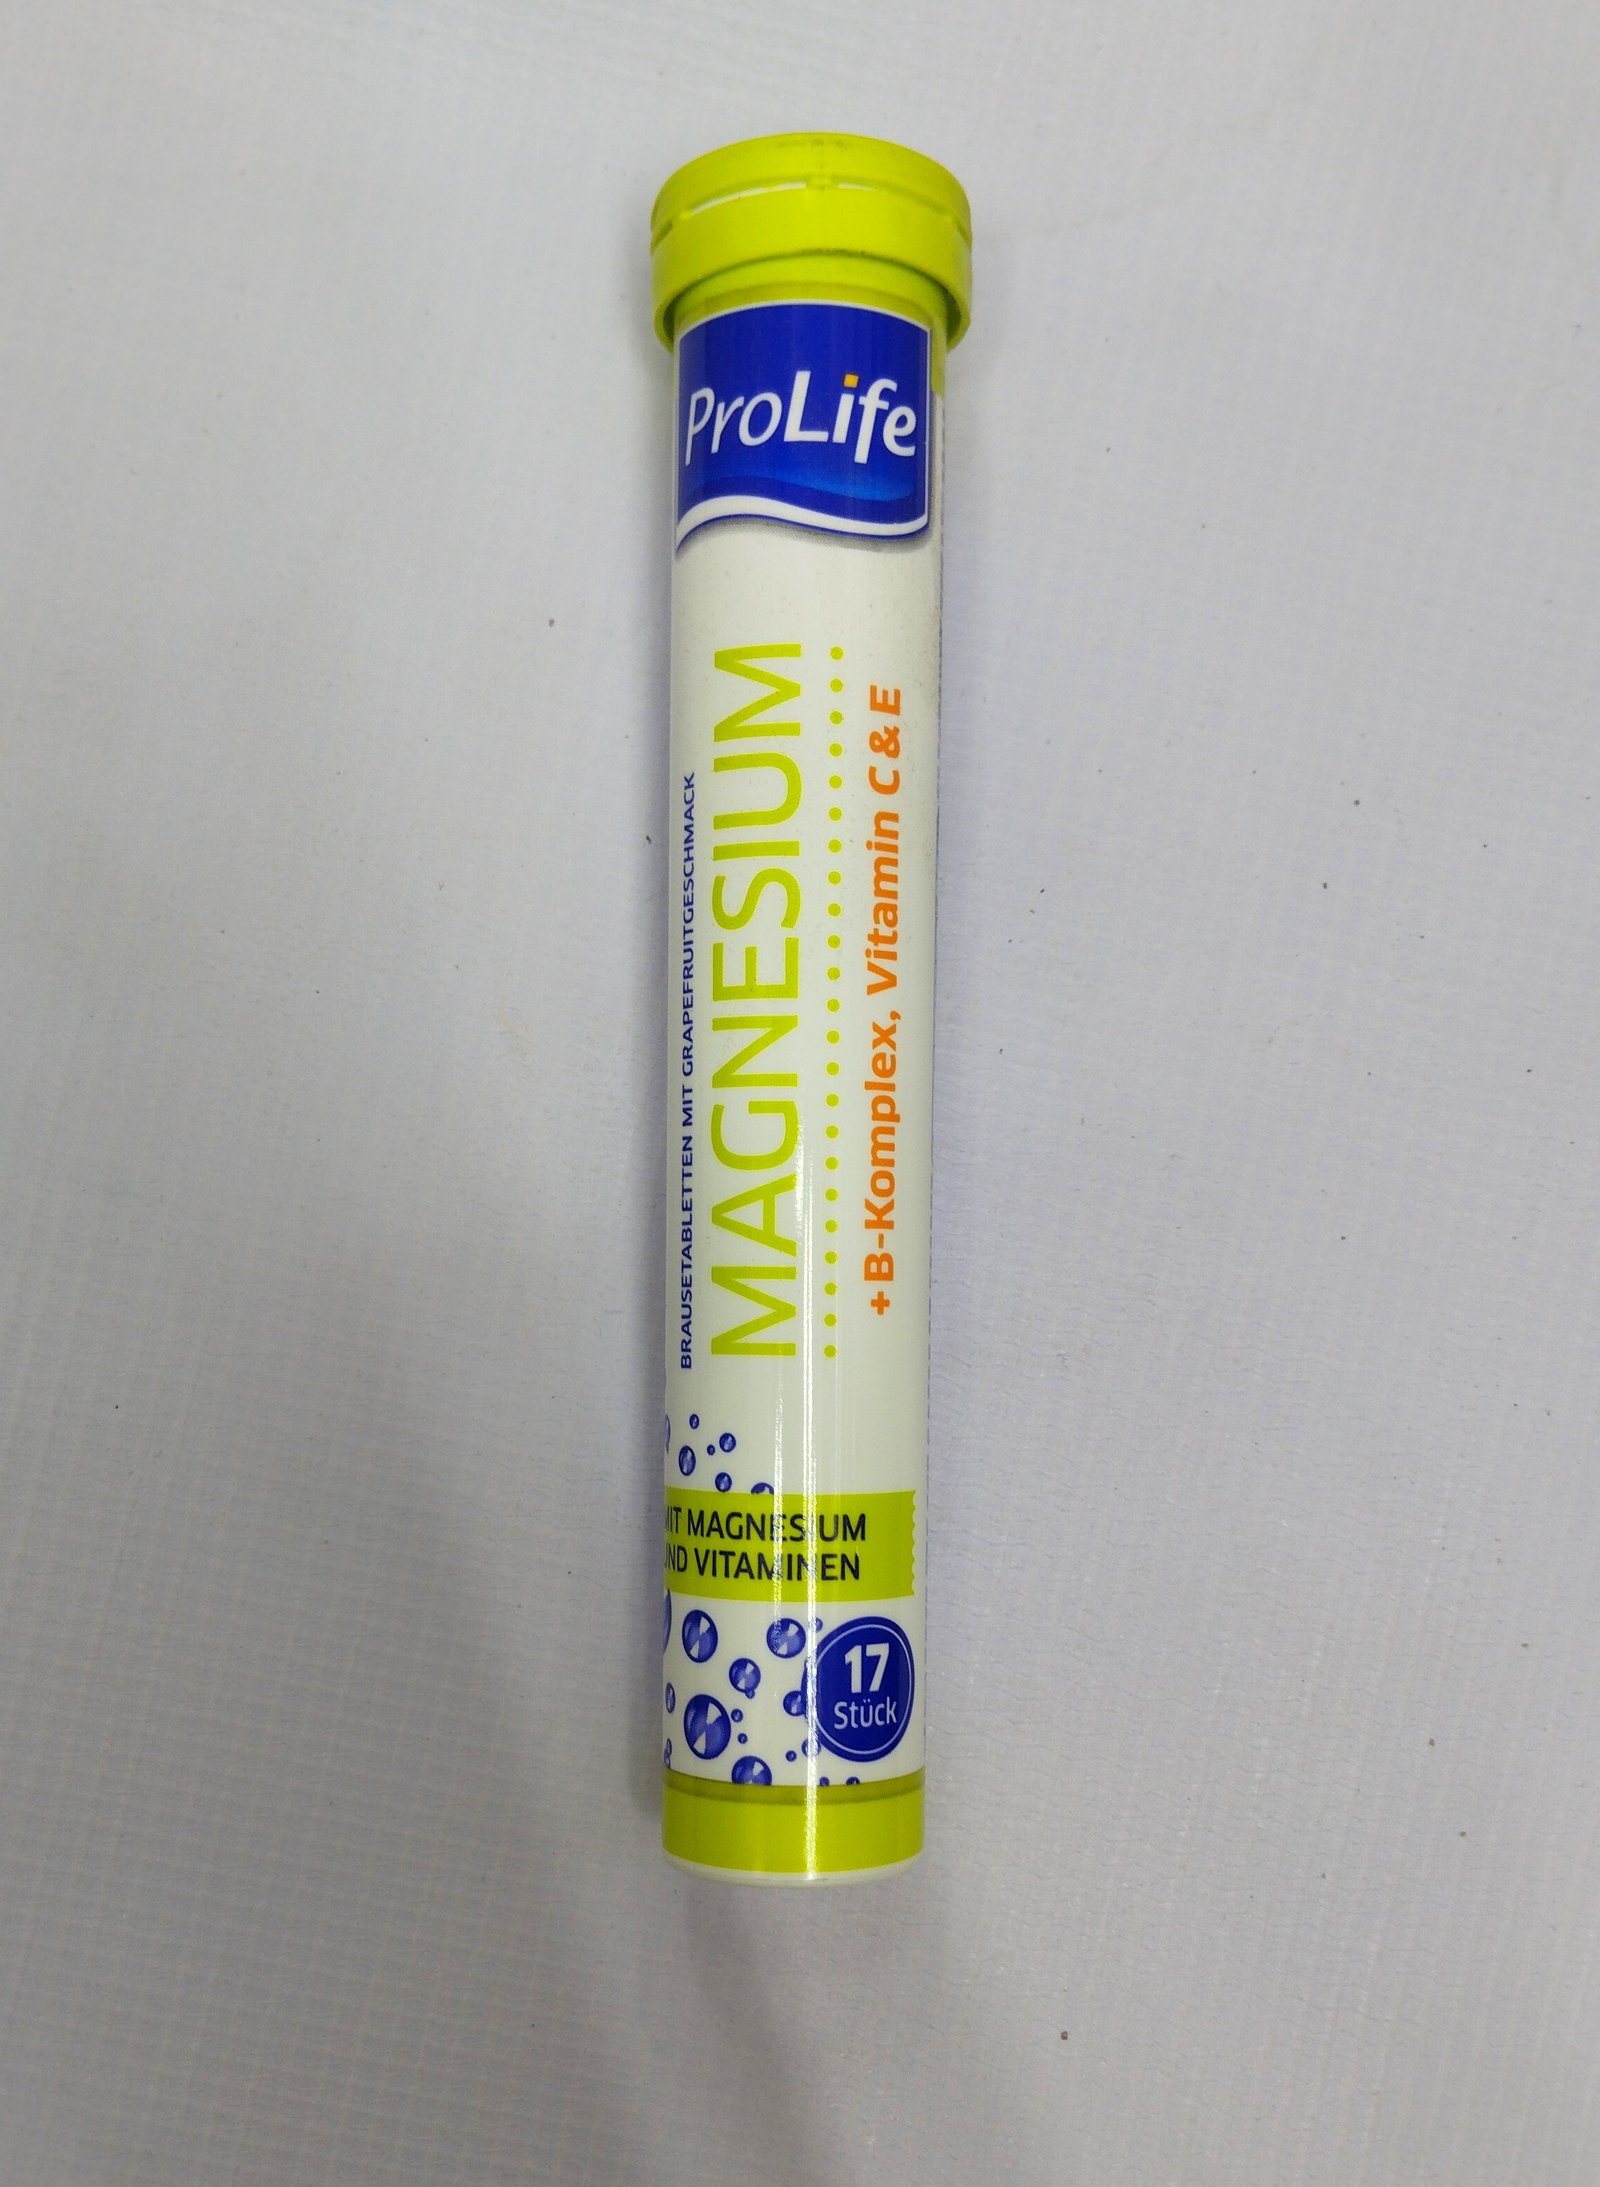 ProLife
BRAUSETABLETTEN MIT GRAPEFRUITGESCHMACK
MAGNESIUM
+ B-Komplex, Vitamin C & E
MIT MAGNESIUM
UND VITAMINEN
17
Stück